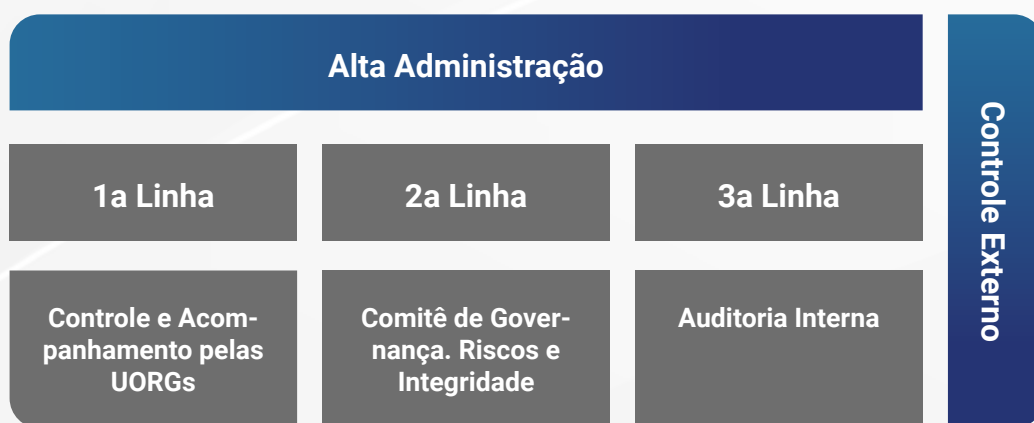 Alta Administração
1a Linha
2a Linha
3a Linha
Controle e Acom-
panhamento pelas
UORGs
Comitê de Gover-
nança. Riscos e
Integridade
Auditoria Interna
Controle Externo